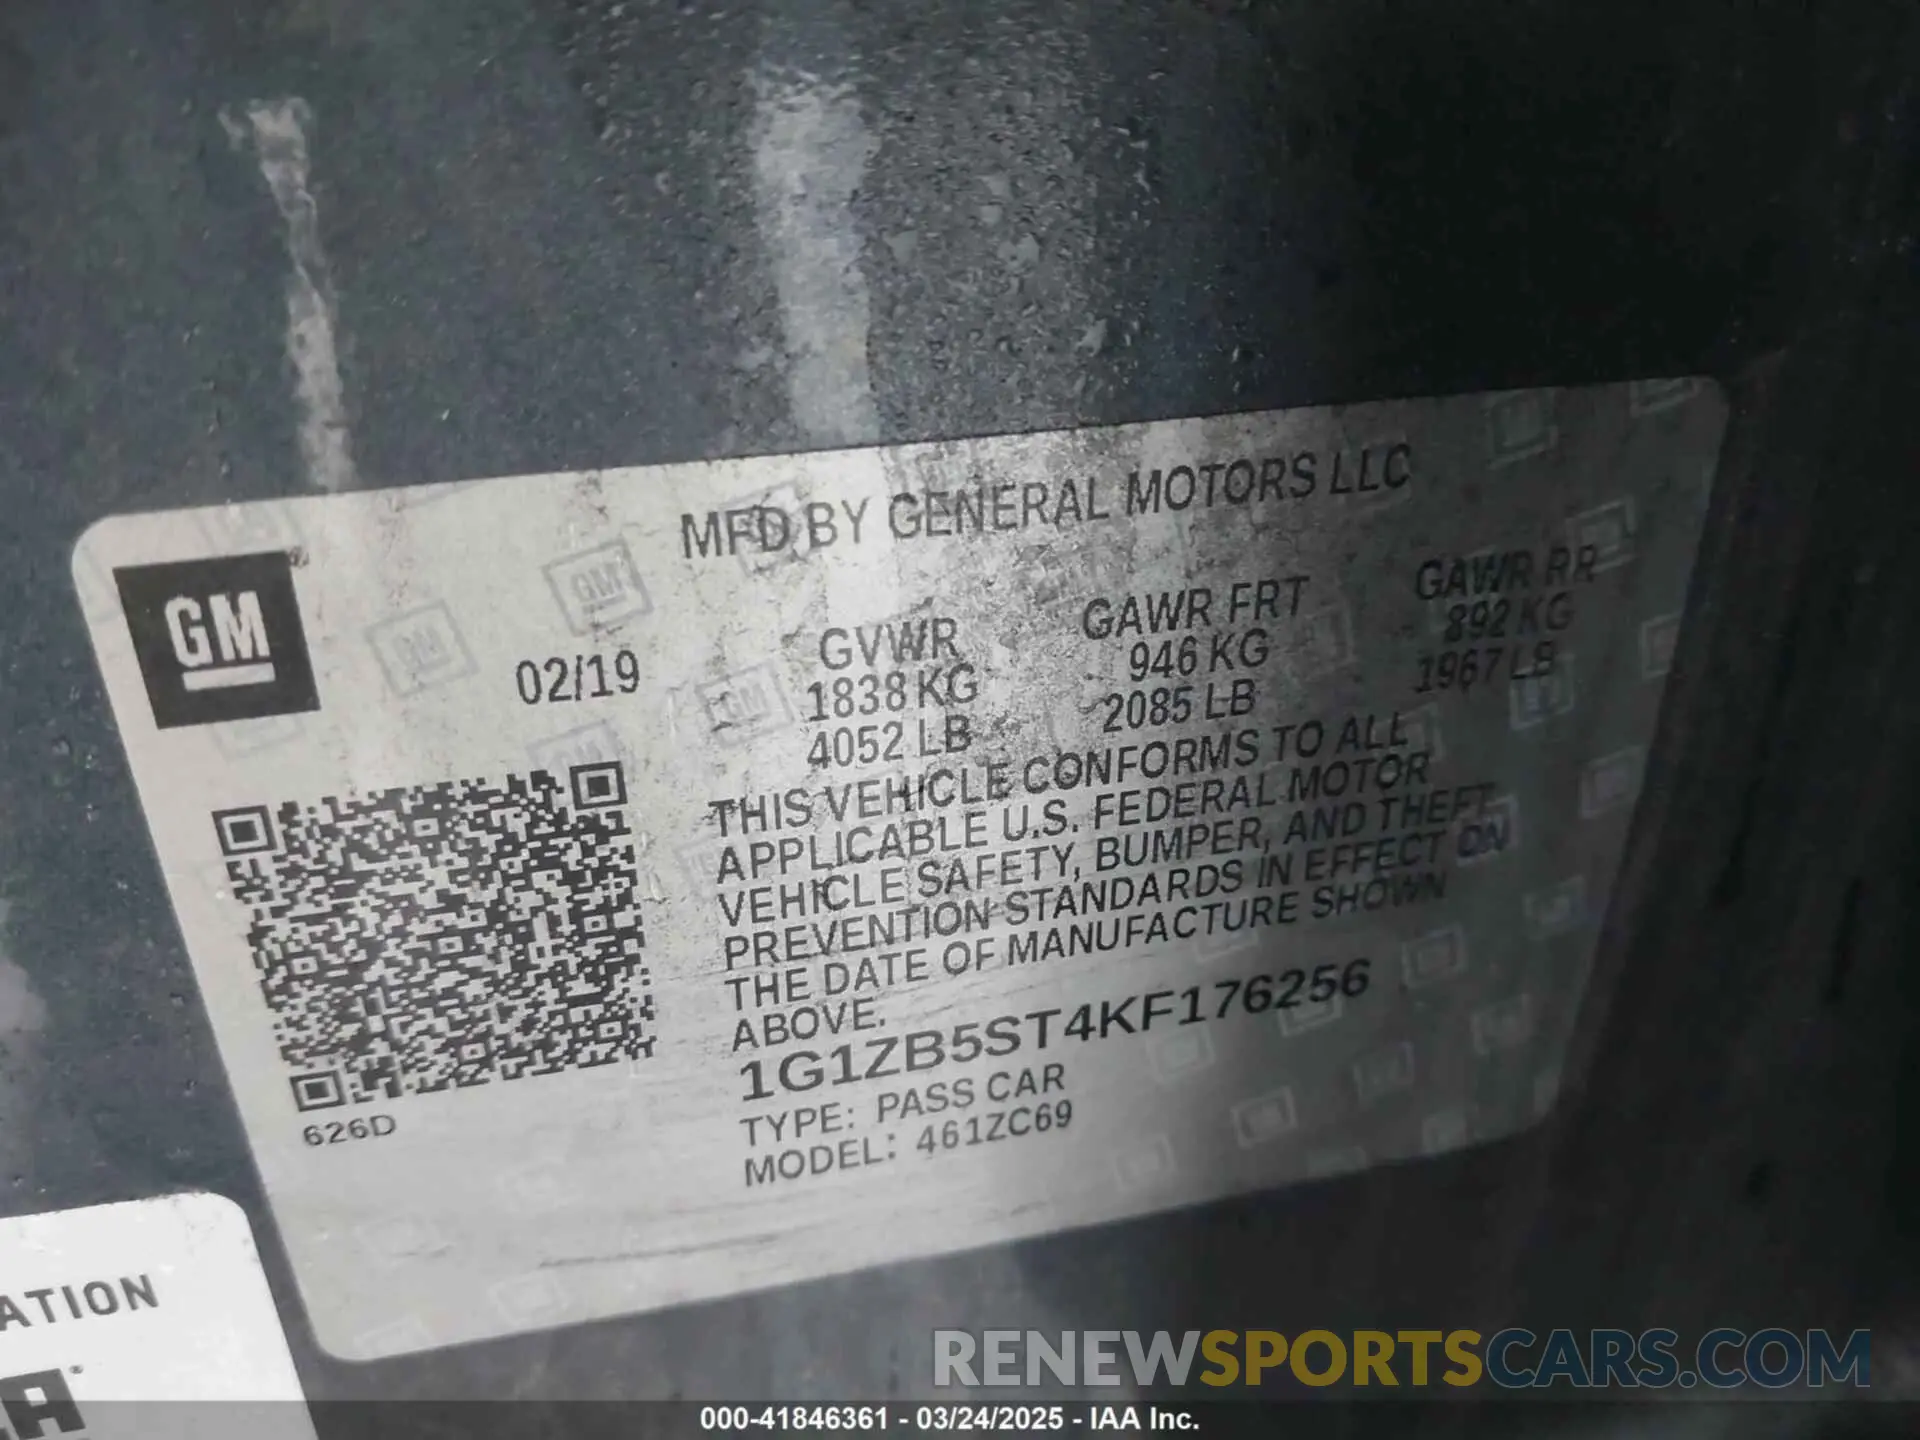 MFD BY GENERAL MOTORS LLC
GM
02/19
GVWR
1838 KG
4052 LB
GAWR FRT
946 KG
2085 LB
GAWR RR
892 KG
1967 LB
THIS VEHICLE CONFORMS TO ALL
APPLICABLE U.S. FEDERAL MOTOR
VEHICLE SAFETY, BUMPER, AND THEFT
PREVENTION STANDARDS IN EFFECT ON
THE DATE OF MANUFACTURE SHOWN
ABOVE.
1G1ZB5ST4KF176256
TYPE: PASS CAR
MODEL: 461ZC69
626D
ATION
RENEWSPORTSCARS.COM
000-41846361 - 03/24/2025 - IAA Inc.